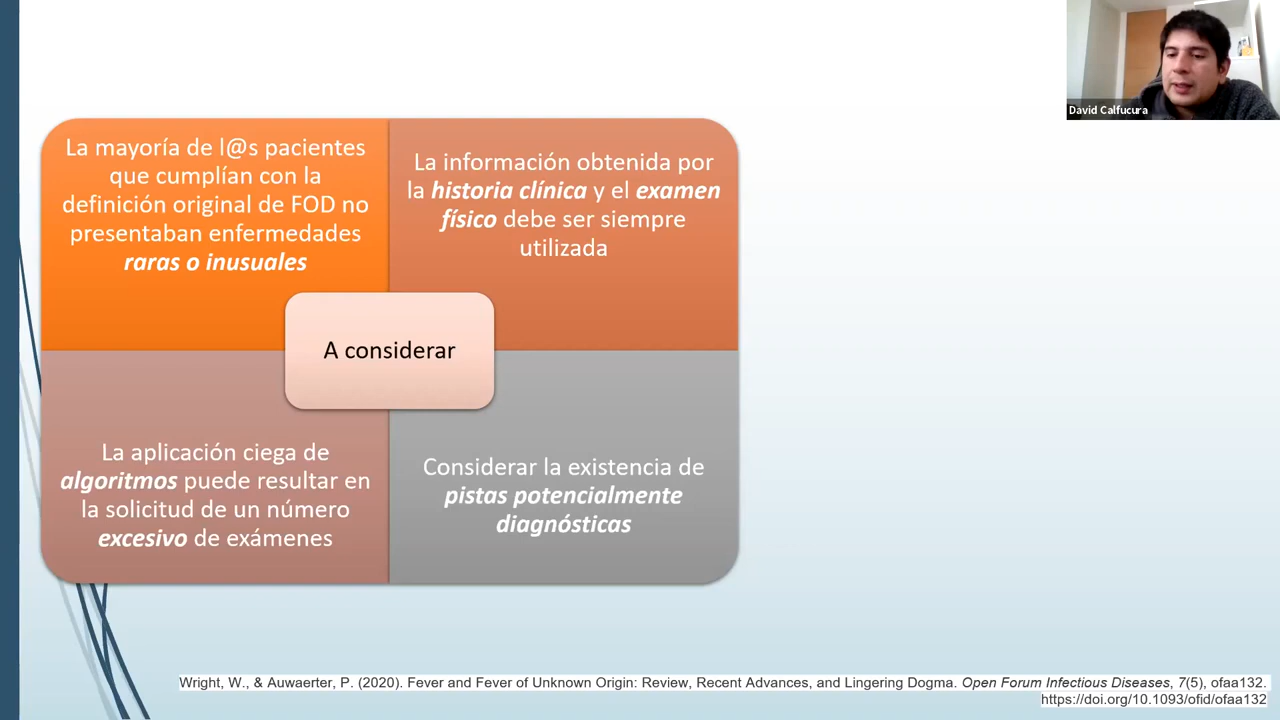 David Calfucura
La mayoría de l@s pacientes
que cumplían con la
definición original de FOD no
presentaban enfermedades
raras o inusuales
La información obtenida por
la historia clínica y el examen
físico debe ser siempre
utilizada
A considerar
La aplicación ciega de
algoritmos puede resultar en
la solicitud de un número
excesivo de exámenes
Considerar la existencia de
pistas potencialmente
diagnósticas
Wright, W., & Auwaerter, P. (2020). Fever and Fever of Unknown Origin: Review, Recent Advances, and Lingering Dogma. Open Forum Infectious Diseases, 7(5), ofaa132.
https://doi.org/10.1093/ofid/ofaa132